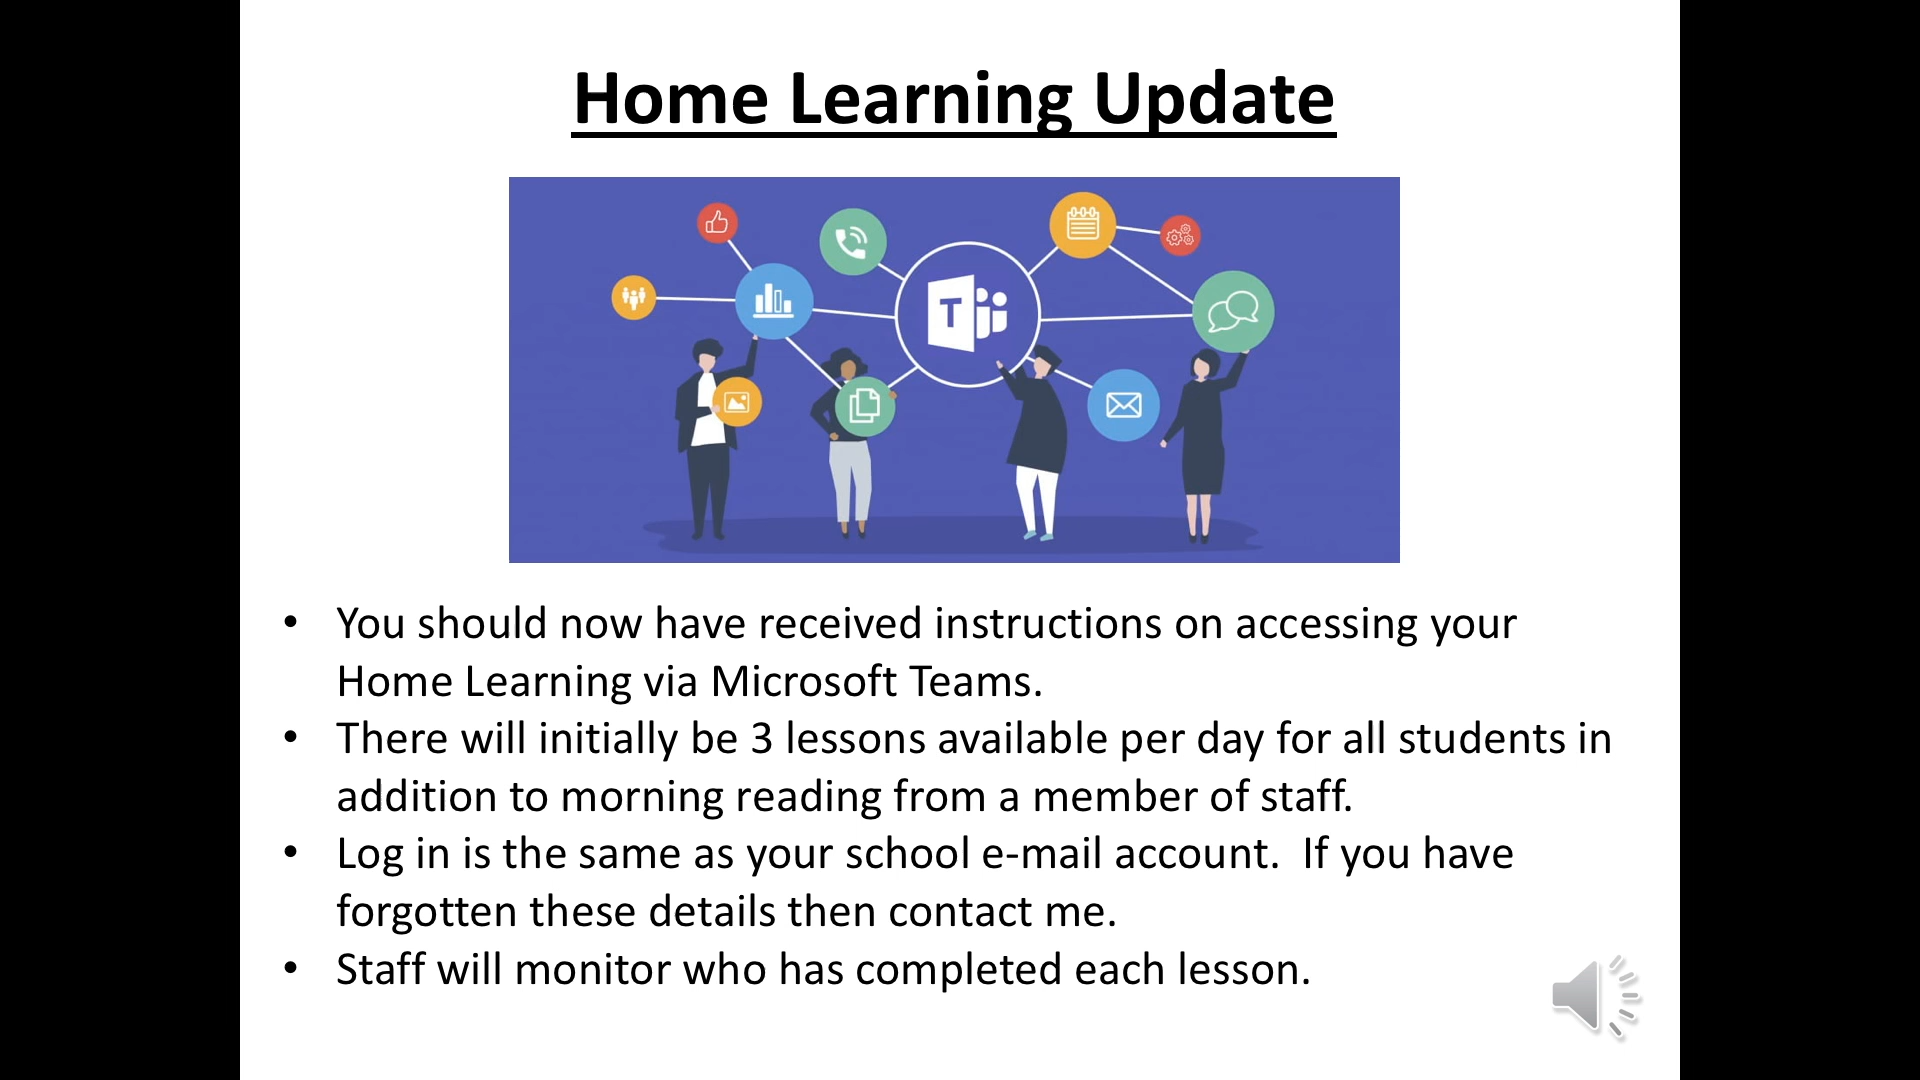 Home Learning Update
T
• You should now have received instructions on accessing your
Home Learning via Microsoft Teams.
• There will initially be 3 lessons available per day for all students in
addition to morning reading from a member of staff.
• Log in is the same as your school e-mail account.  If you have
forgotten these details then contact me.
• Staff will monitor who has completed each lesson.